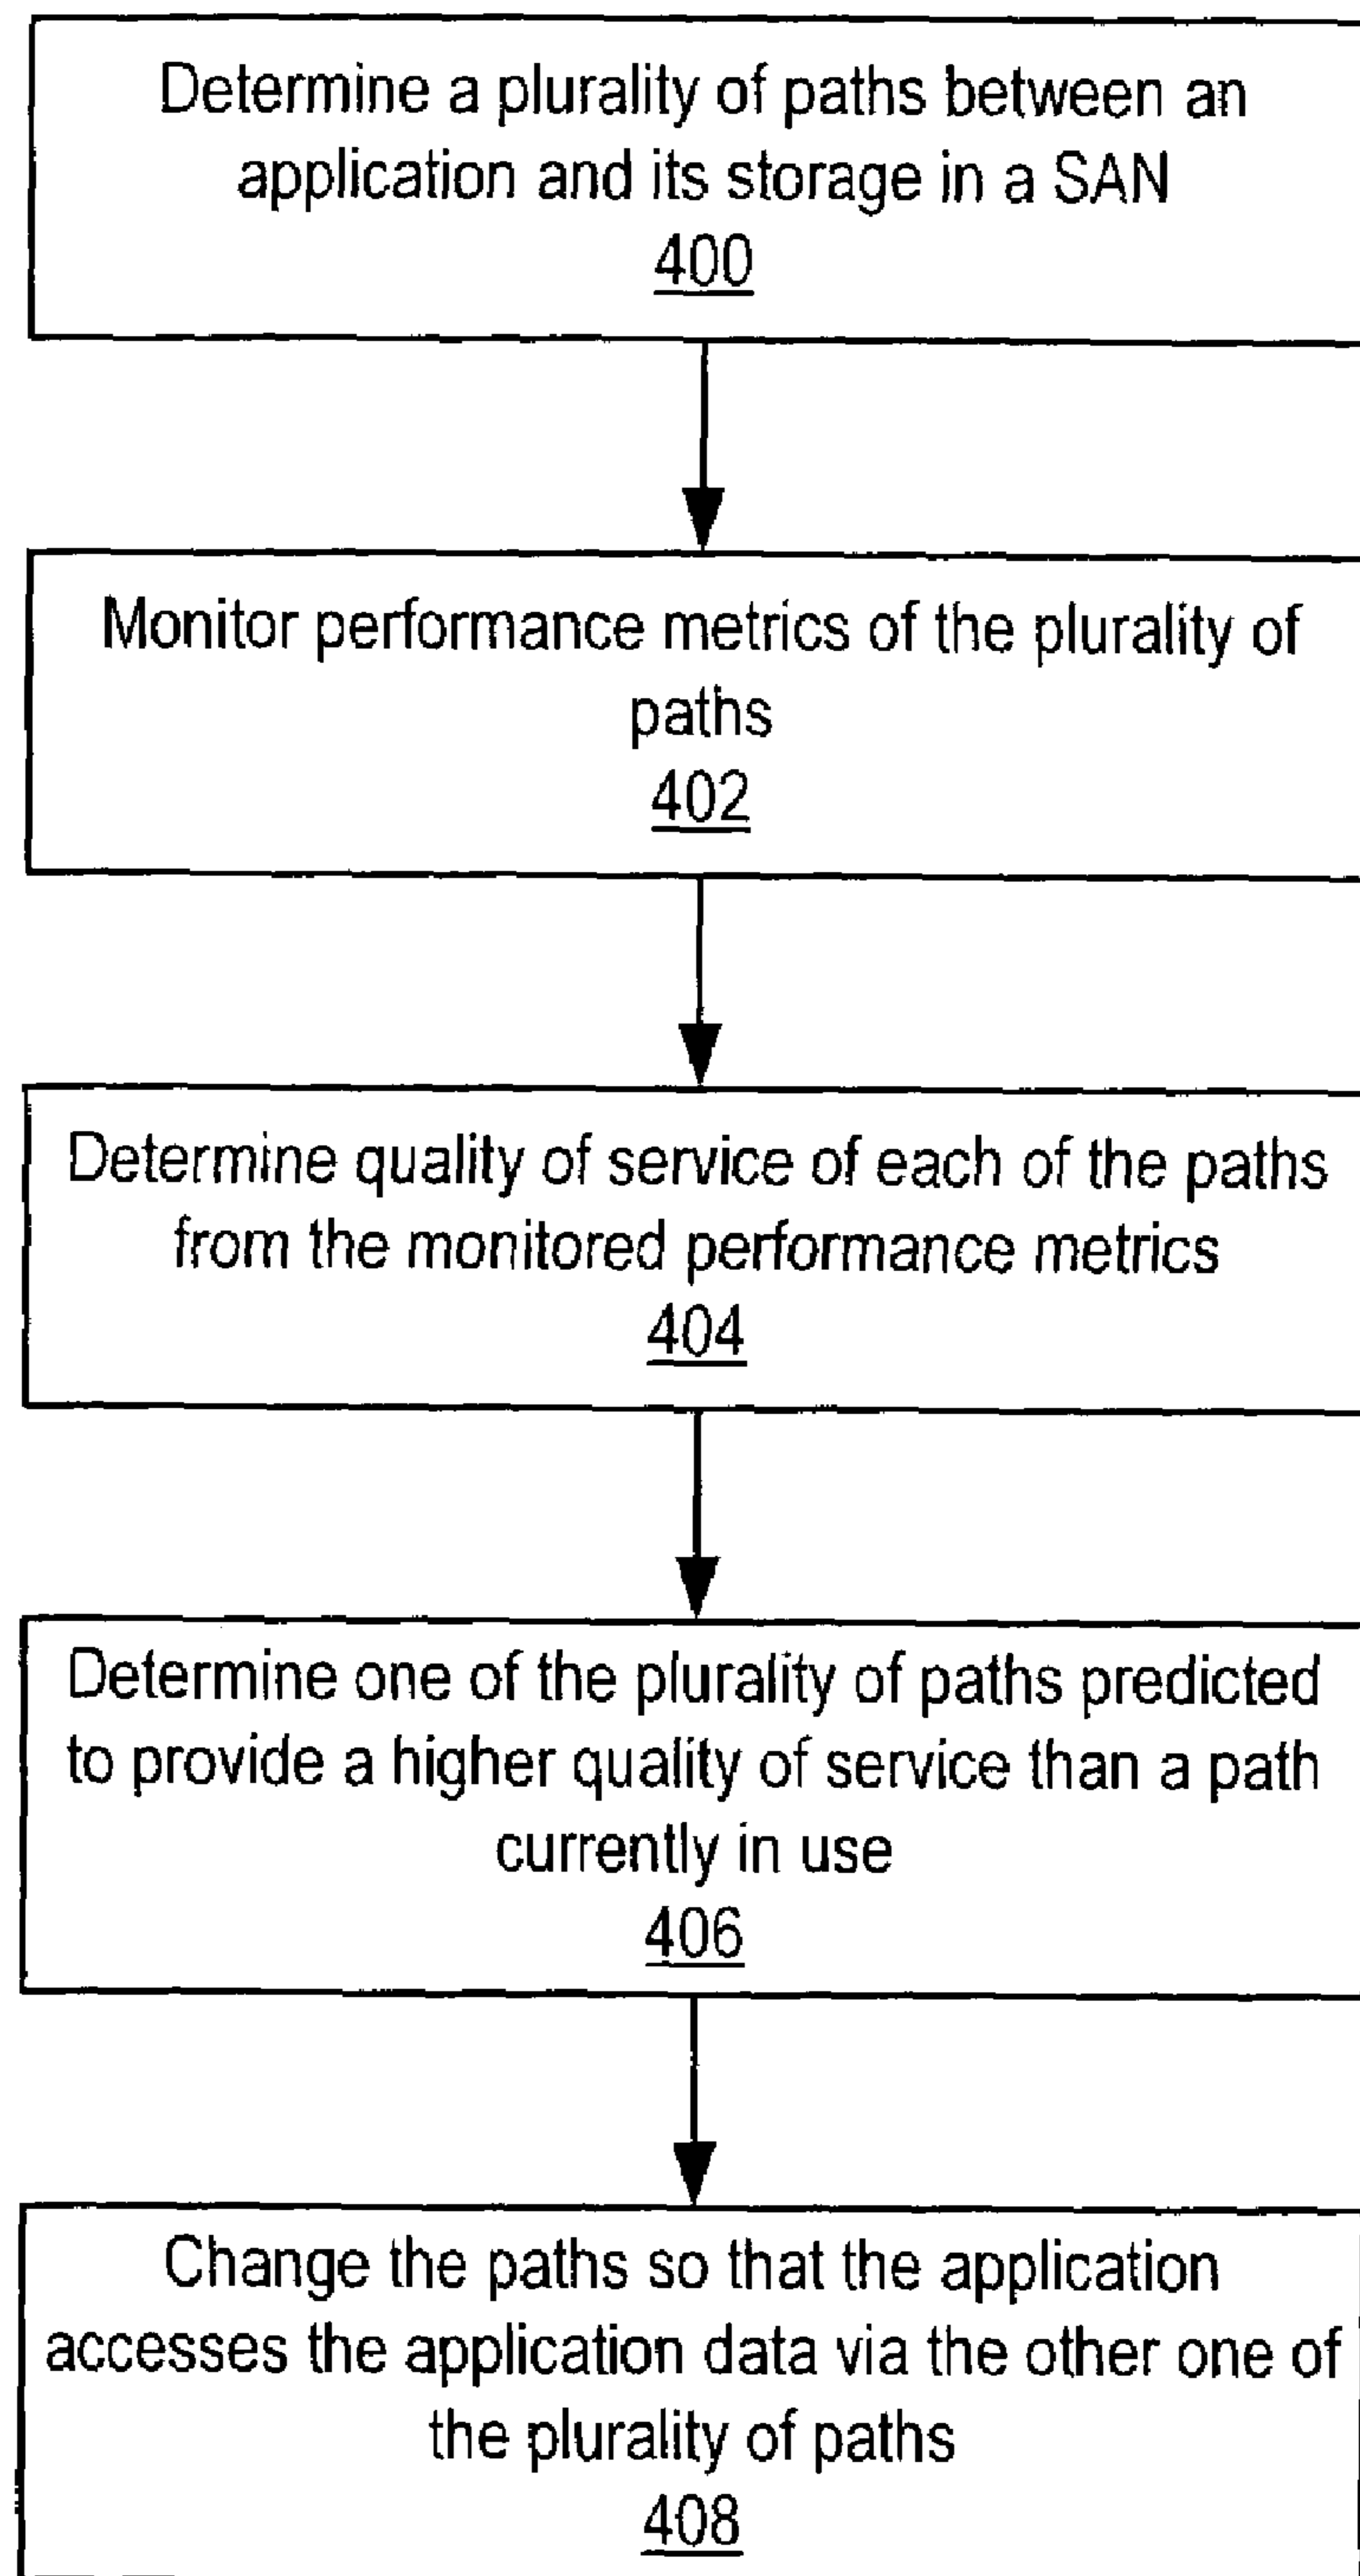 Determine a plurality of paths between an
application and its storage in a SAN
400
Monitor performance metrics of the plurality of
paths
402
Determine quality of service of each of the paths
from the monitored performance metrics
404
Determine one of the plurality of paths predicted
to provide a higher quality of service than a path
currently in use
406
Change the paths so that the application
accesses the application data via the other one of
the plurality of paths
408